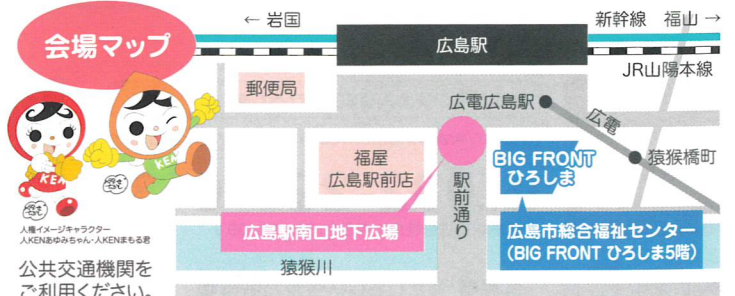 会場マップ
← 岩国
新幹線 福山 →
広島駅
JR山陽本線
郵便局
広電広島駅
広電
福屋
広島駅前店
BIG FRONT
ひろしま
猿猴橋町
駅前通り
KEN
KEN
人権イメージキャラクター
人KENあゆみちゃん・人KENまもる君
広島駅南口地下広場
広島市総合福祉センター
(BIG FRONT ひろしま5階)
猿猴川
公共交通機関を
ご利用ください。